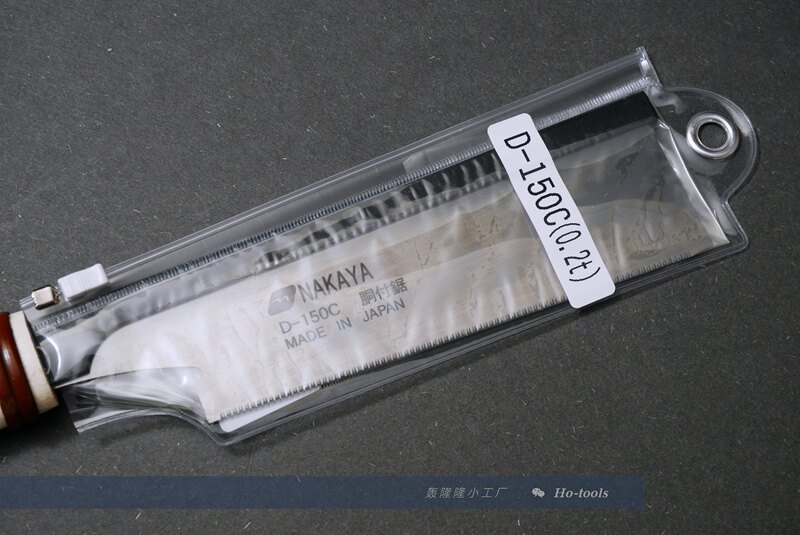 D-150C(0.2t)
NAKAYA
D-150C 胴付鋸
MADE IN JAPAN
轰隆隆小工厂 Ho-tools